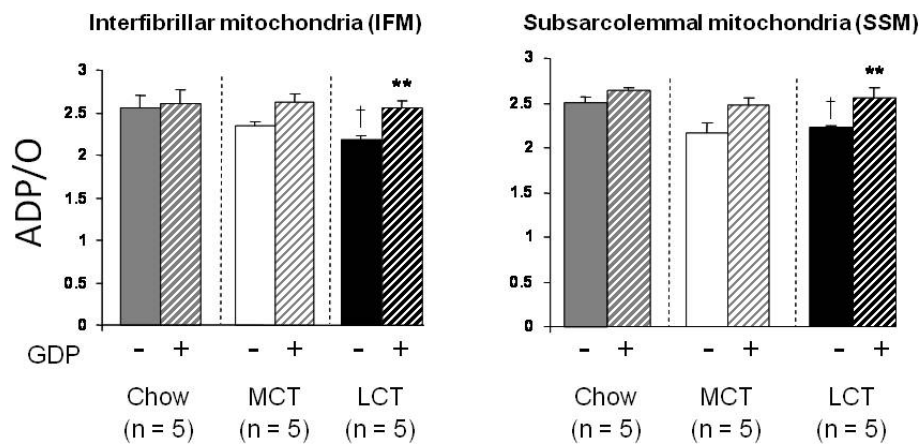 Interfibrillar mitochondria (IFM)
ADP/O
3
2.5
2
1.5
1
0.5
0
†
**
GDP - + - + - +
Chow MCT LCT
(n = 5) (n = 5) (n = 5)
Subsarcolemmal mitochondria (SSM)
3
2.5
2
1.5
1
0.5
0
†
**
- + - + - +
Chow MCT LCT
(n = 5) (n = 5) (n = 5)